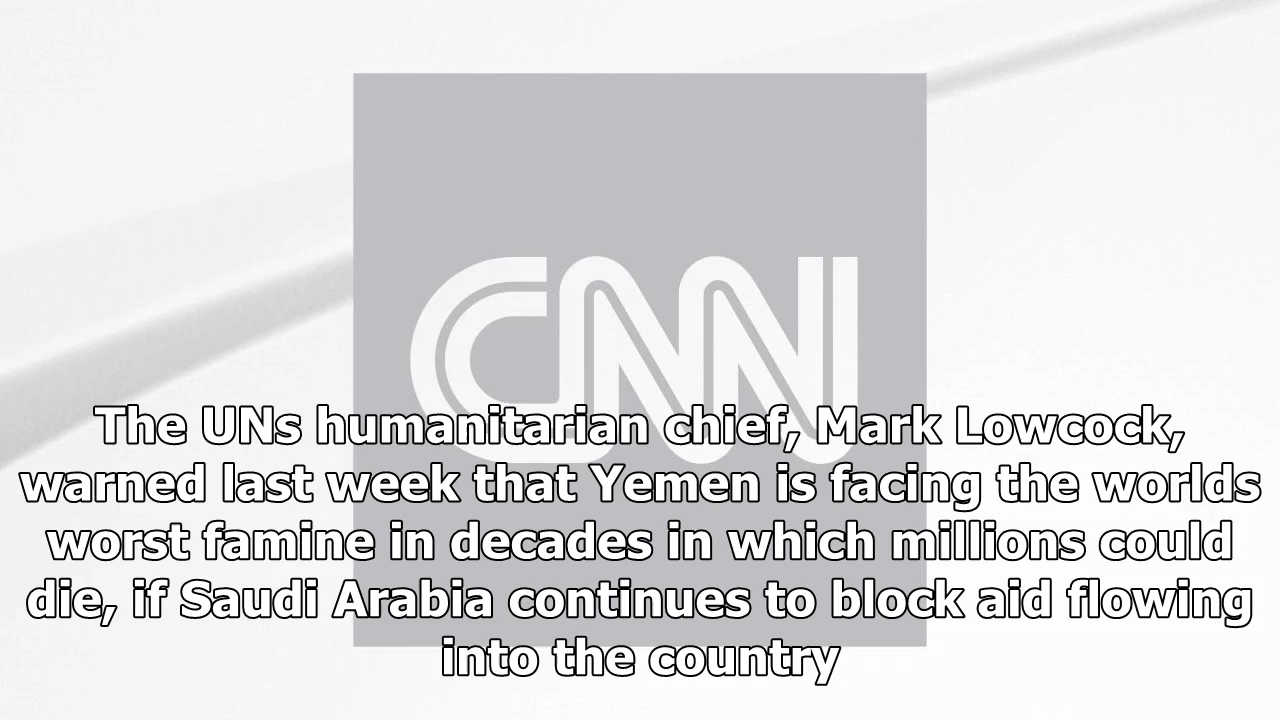 CNN
The UNs humanitarian chief, Mark Lowcock,
warned last week that Yemen is facing the worlds
worst famine in decades in which millions could
die, if Saudi Arabia continues to block aid flowing
into the country